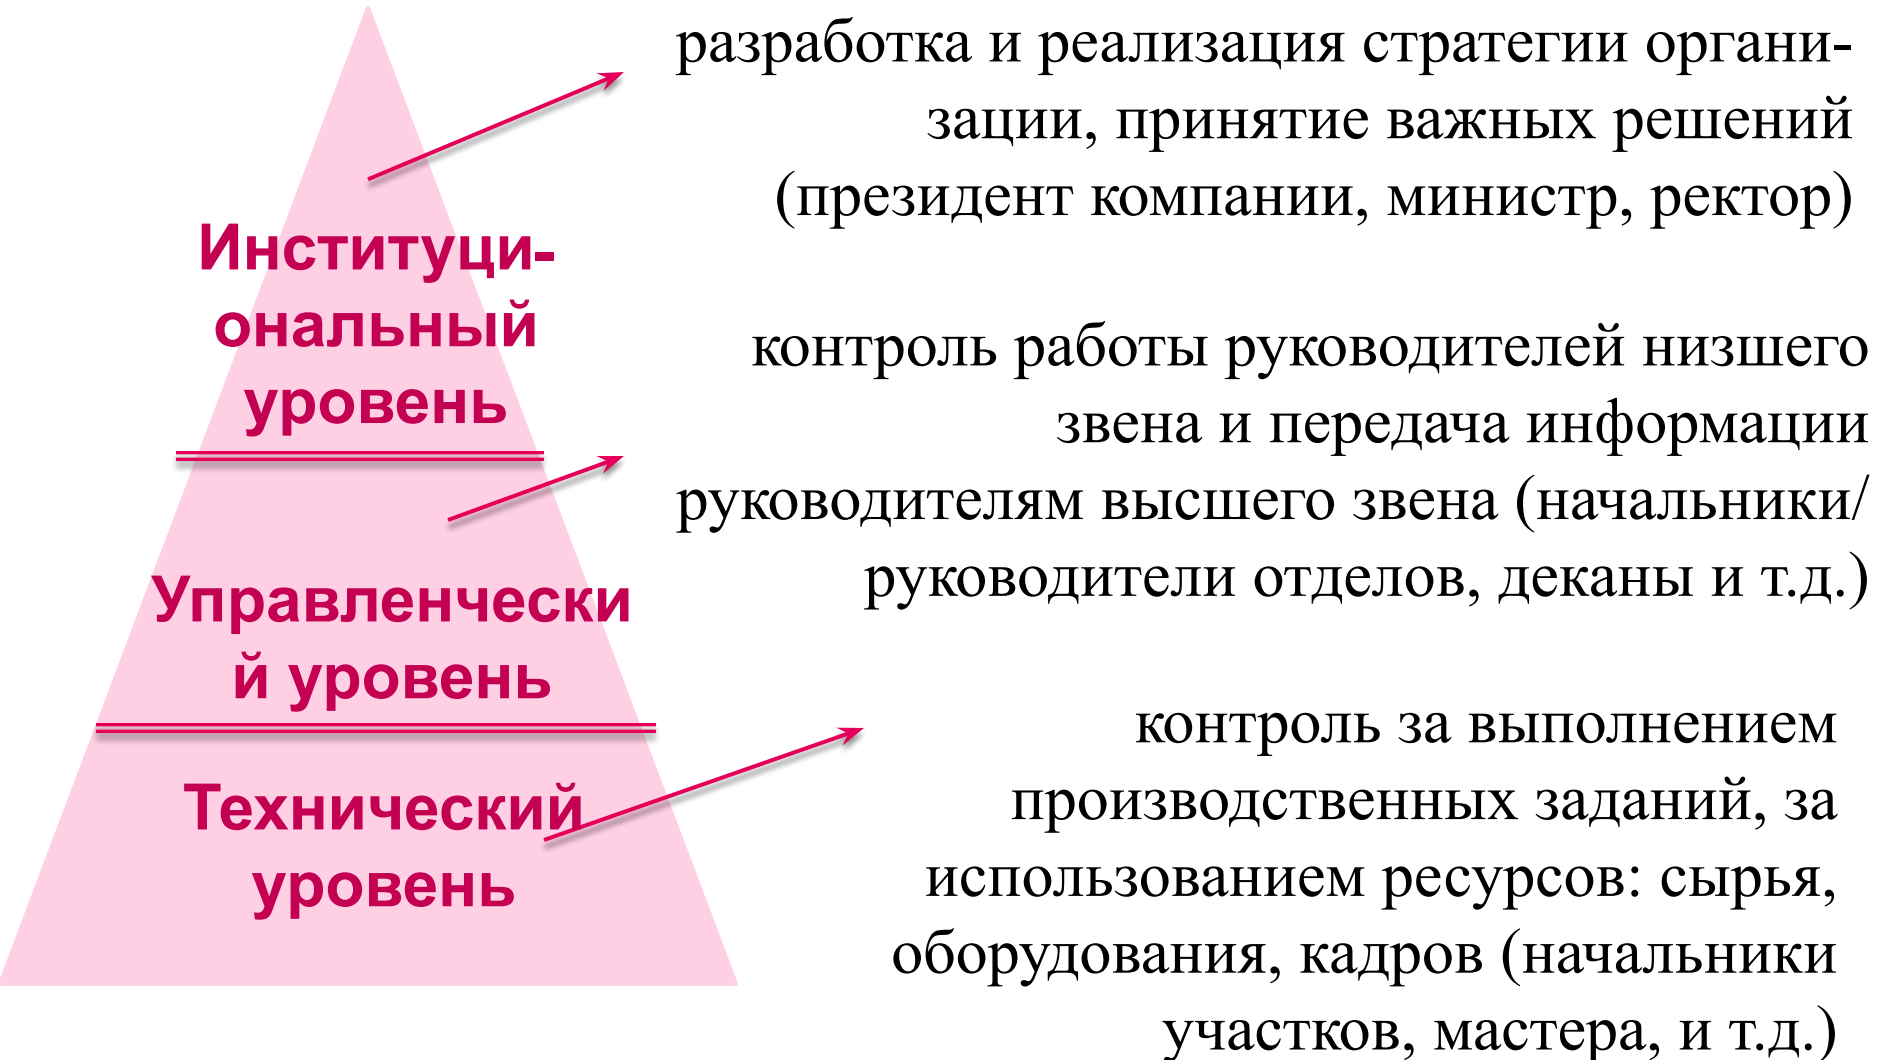 разработка и реализация стратегии органи-
зации, принятие важных решений
(президент компании, министр, ректор)
Институци-
ональный
уровень
контроль работы руководителей низшего
звена и передача информации
руководителям высшего звена (начальники/
руководители отделов, деканы и т.д.)
Управленчески
й уровень
контроль за выполнением
производственных заданий, за
использованием ресурсов: сырья,
оборудования, кадров (начальники
участков, мастера, и т.д.)
Технический
уровень